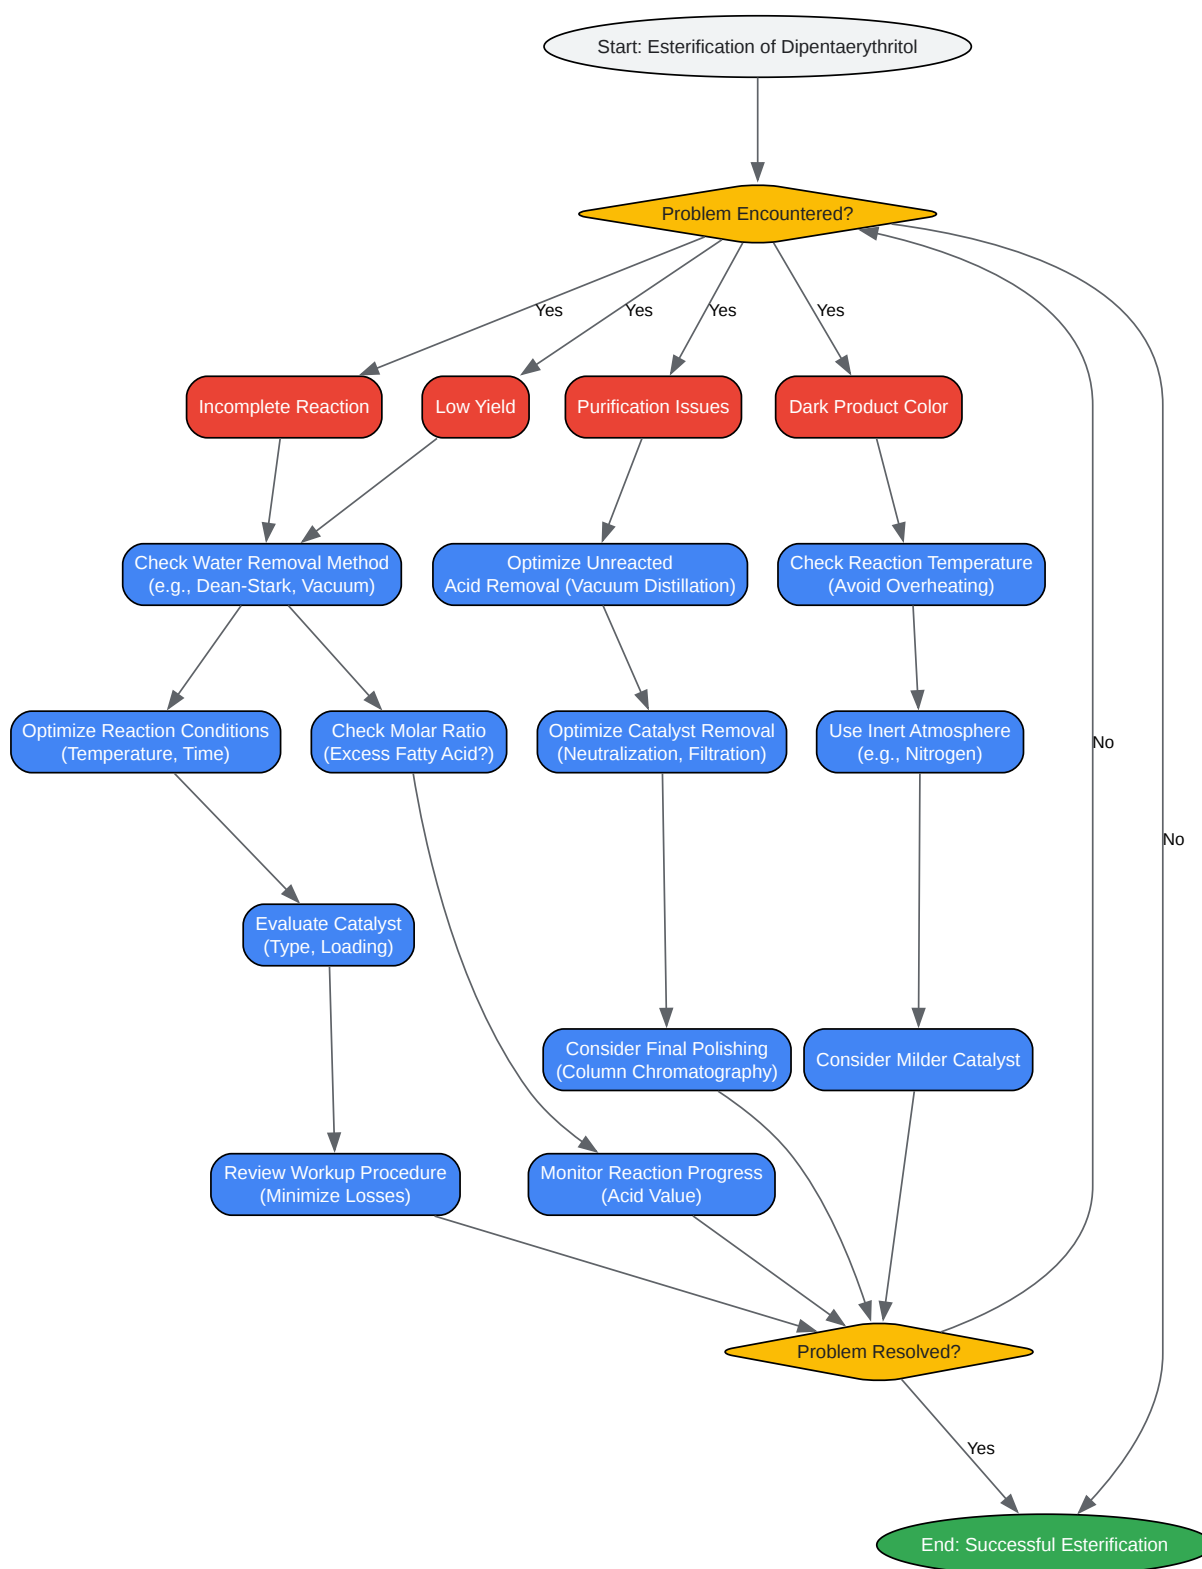 Start: Esterification of Dipentaerythritol
Problem Encountered?
Yes
Yes
Yes
Yes
Incomplete Reaction
Low Yield
Purification Issues
Dark Product Color
Check Water Removal Method
(e.g., Dean-Stark, Vacuum)
Optimize Unreacted
Acid Removal (Vacuum Distillation)
Check Reaction Temperature
(Avoid Overheating)
Optimize Reaction Conditions
(Temperature, Time)
Check Molar Ratio
(Excess Fatty Acid?)
Optimize Catalyst Removal
(Neutralization, Filtration)
Use Inert Atmosphere
(e.g., Nitrogen)
No
No
Evaluate Catalyst
(Type, Loading)
Consider Final Polishing
(Column Chromatography)
Consider Milder Catalyst
Review Workup Procedure
(Minimize Losses)
Monitor Reaction Progress
(Acid Value)
Problem Resolved?
Yes
End: Successful Esterification